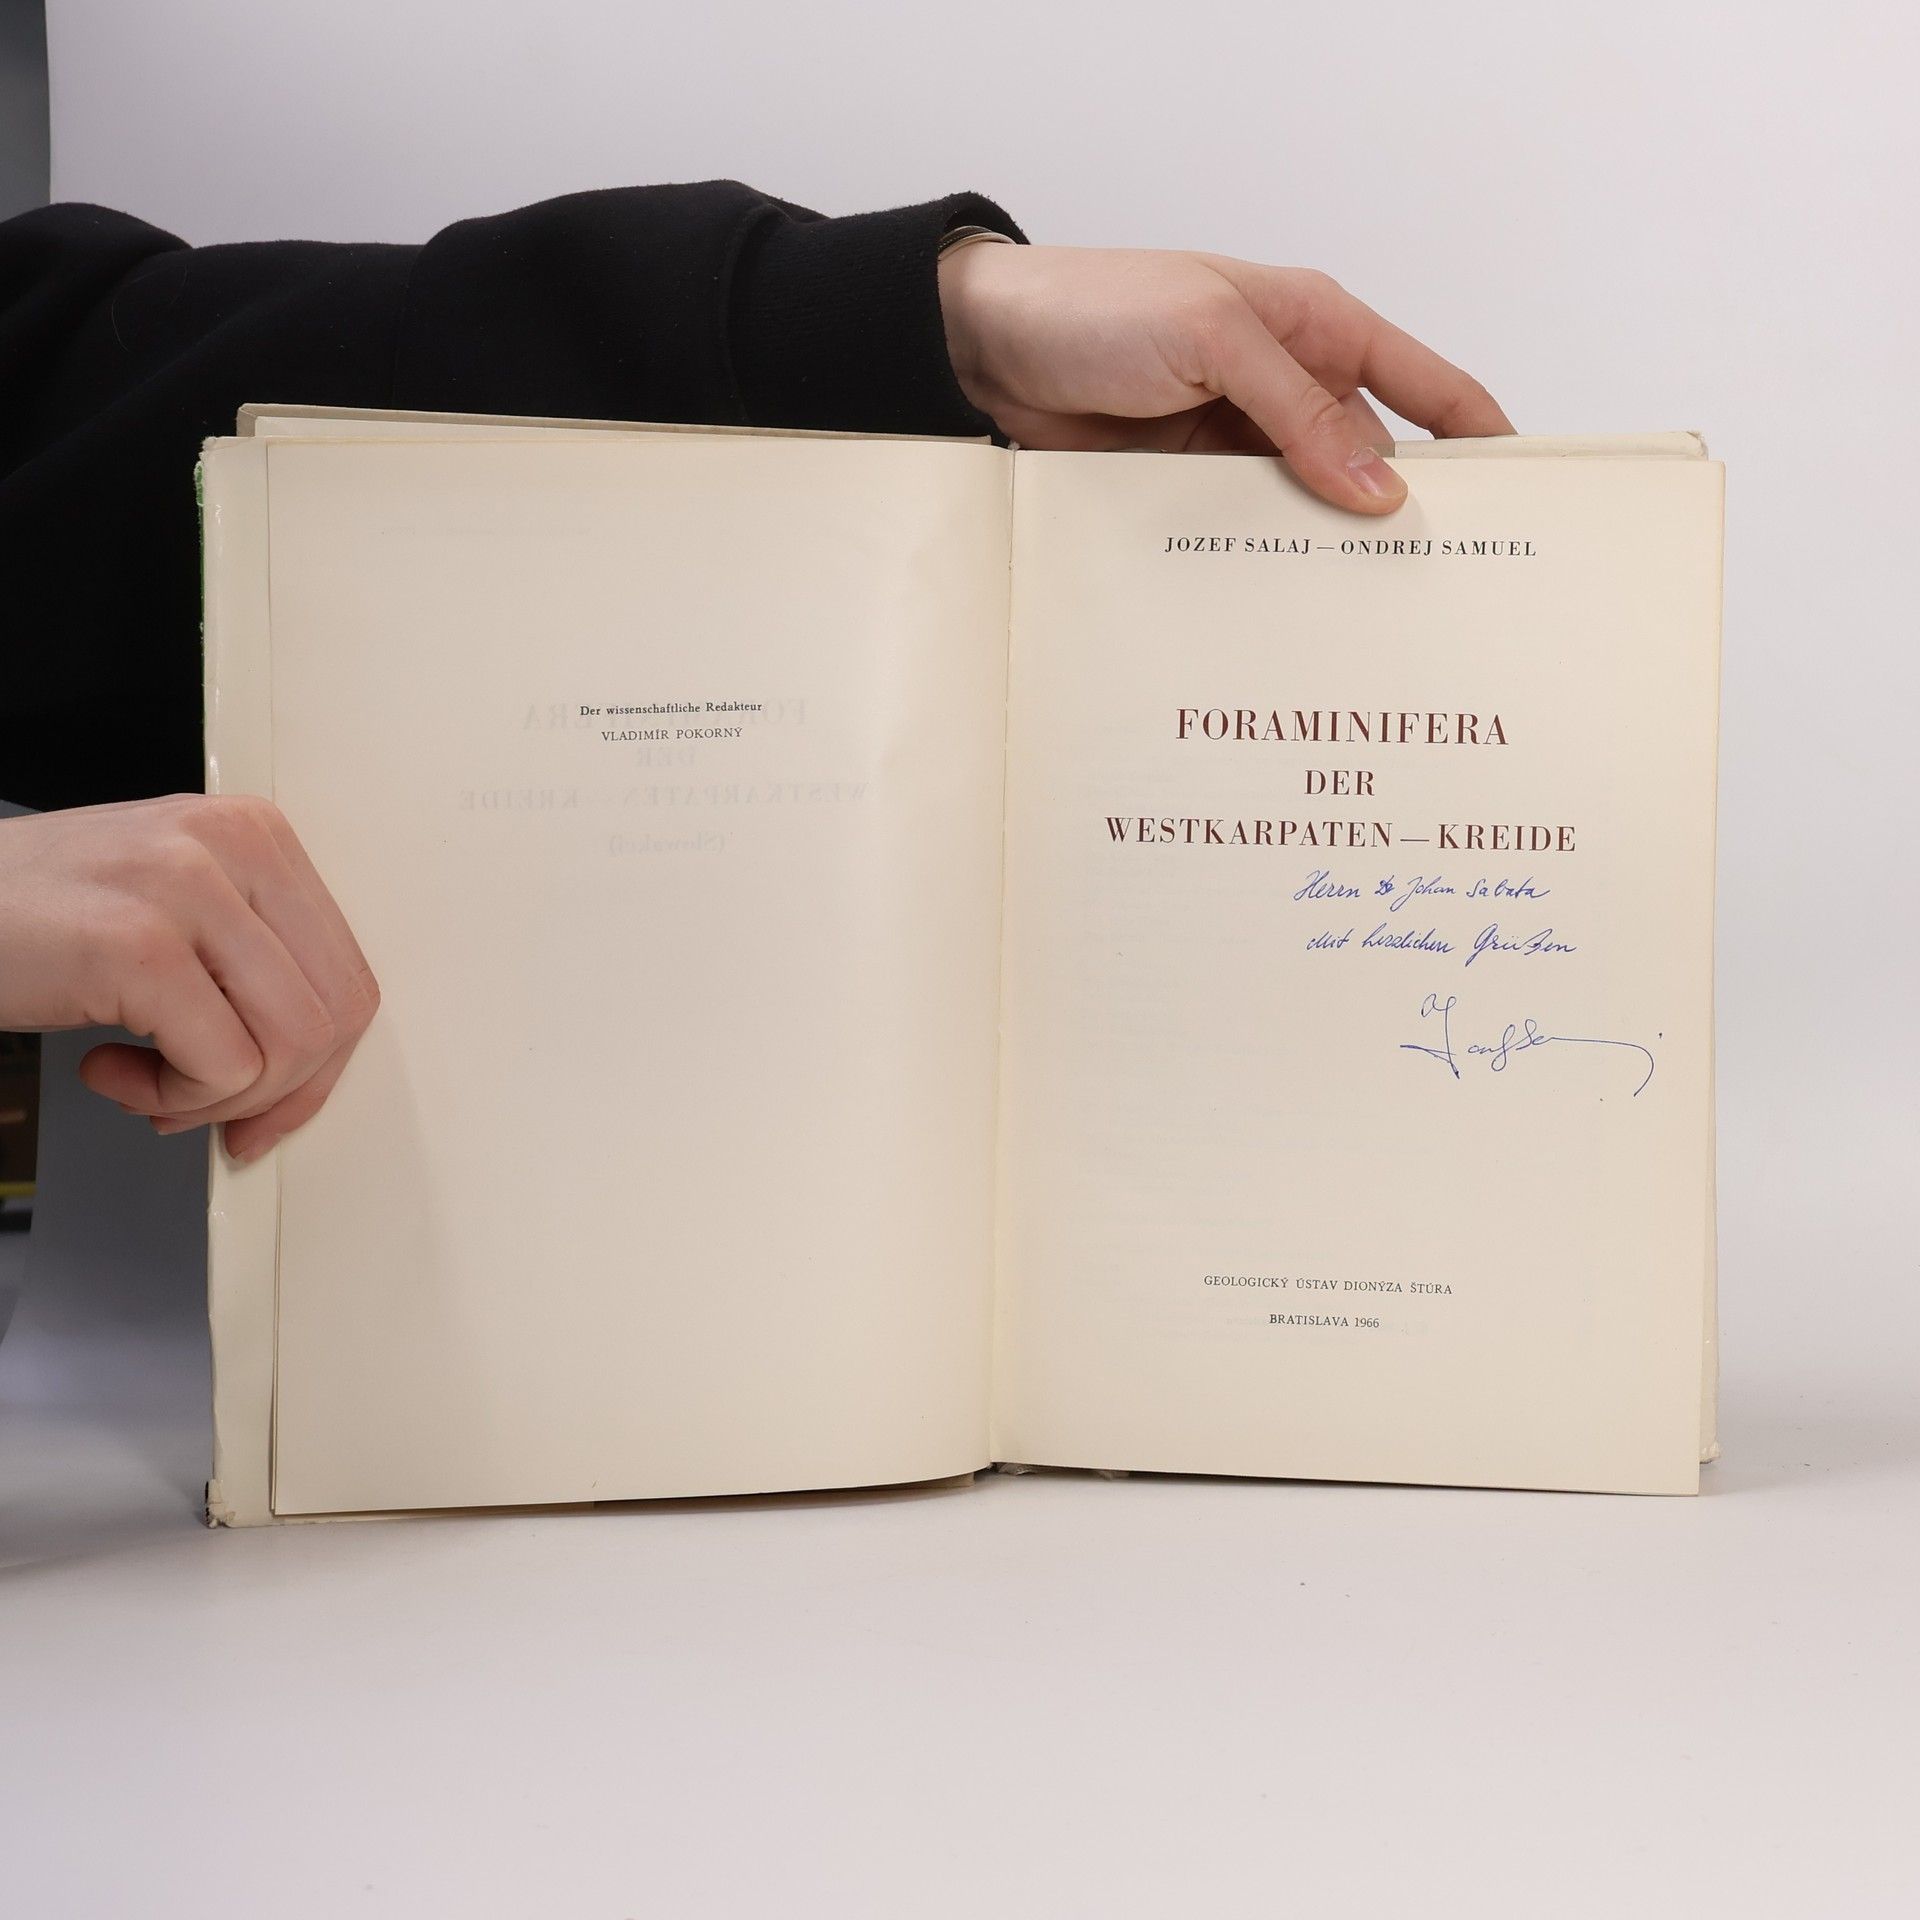 Der wissenschaftliche Redakteur
VLADIMÍR POKORNÝ
JOZEF SALAJ — ONDREJ SAMUEL
FORAMINIFERA
DER
WESTKARPATEN — KREIDE
Herrn Dr Johan Sabata
Mit herzlichen Grüßen
GEOLOGICKÝ ÚSTAV DIONÝZA ŠTÚRA
BRATISLAVA 1966